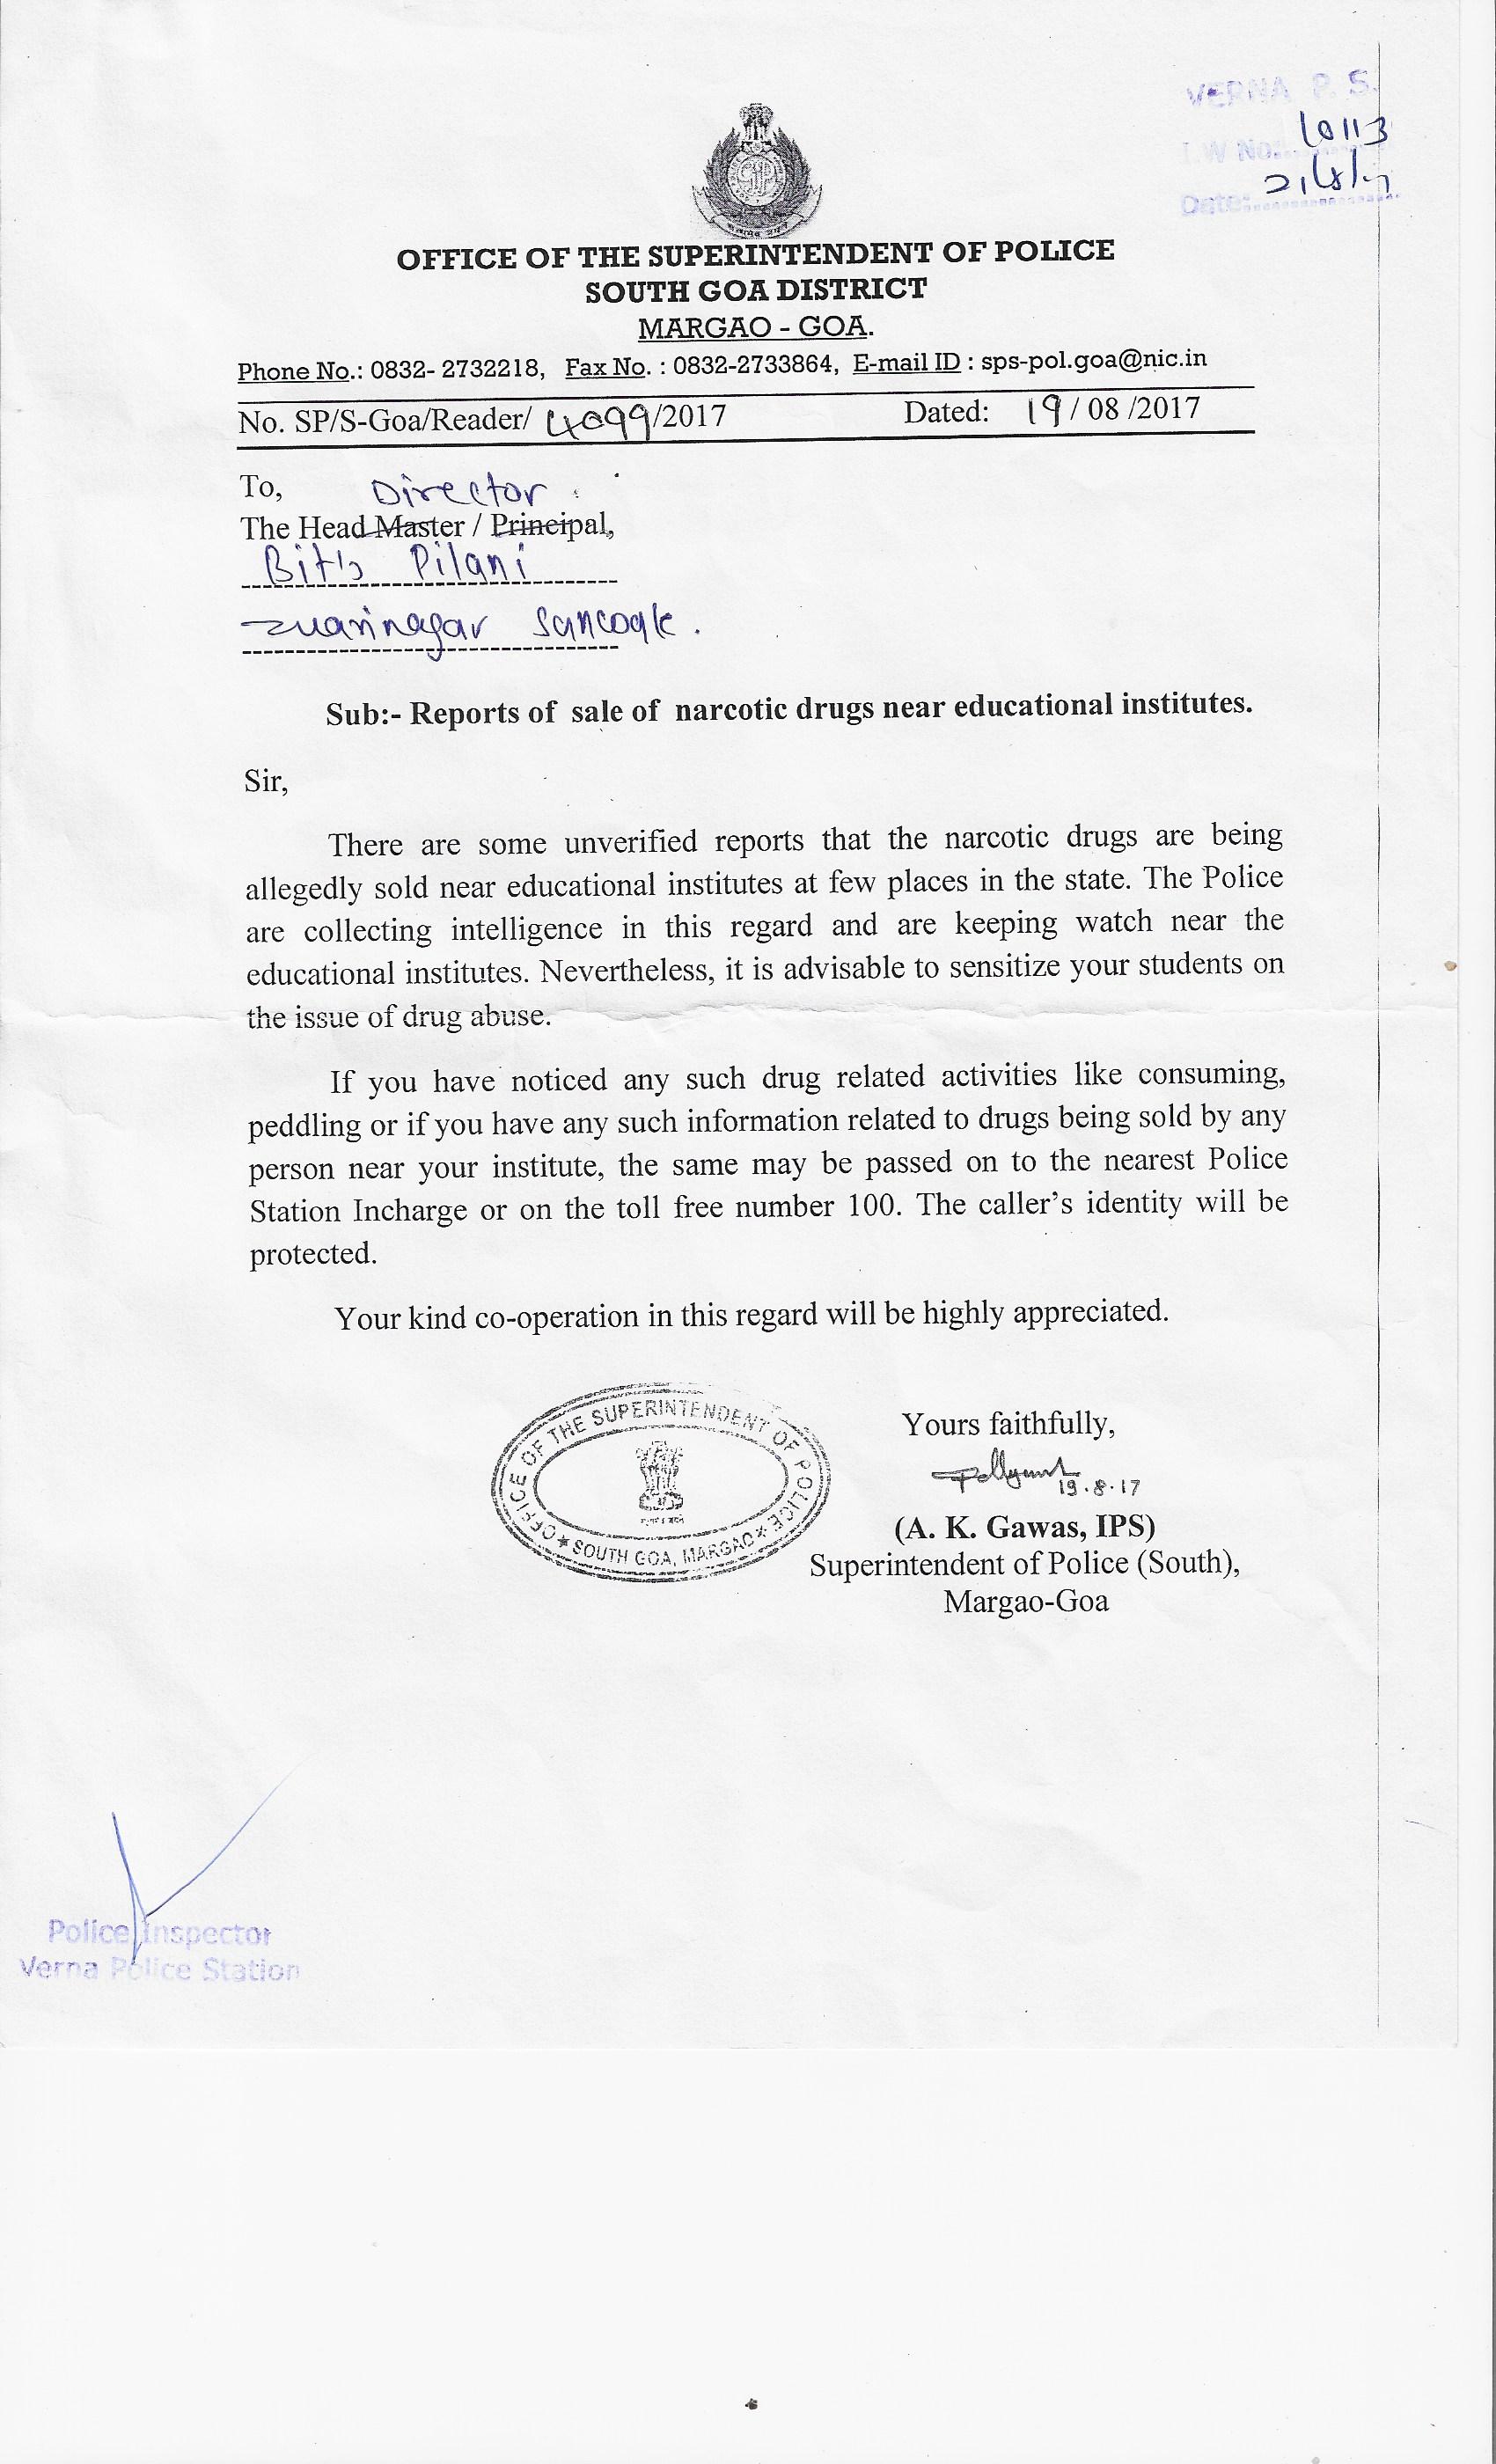 VERNA P. S.
I.W No: 10113
Date:
OFFICE OF THE SUPERINTENDENT OF POLICE
SOUTH GOA DISTRICT
MARGAO - GOA.
Phone No.: 0832- 2732218, Fax No. : 0832-2733864, E-mail ID : sps-pol.goa@nic.in
No. SP/S-Goa/Reader/ 4099/2017 Dated: 19/ 08 /2017
To, Director
The Head Master / Principal,
Bits Pilani
Zuarinagar Sancoale.
Sub:- Reports of sale of narcotic drugs near educational institutes.
Sir,
There are some unverified reports that the narcotic drugs are being
allegedly sold near educational institutes at few places in the state. The Police
are collecting intelligence in this regard and are keeping watch near the
educational institutes. Nevertheless, it is advisable to sensitize your students on
the issue of drug abuse.
If you have noticed any such drug related activities like consuming,
peddling or if you have any such information related to drugs being sold by any
person near your institute, the same may be passed on to the nearest Police
Station Incharge or on the toll free number 100. The caller's identity will be
protected.
Your kind co-operation in this regard will be highly appreciated.
OFFICE OF THE SUPERINTENDENT OF POLICE
★ SOUTH GOA, MARGAO ★
Yours faithfully,
19.8.17
(A. K. Gawas, IPS)
Superintendent of Police (South),
Margao-Goa
Police Inspector
Verna Police Station